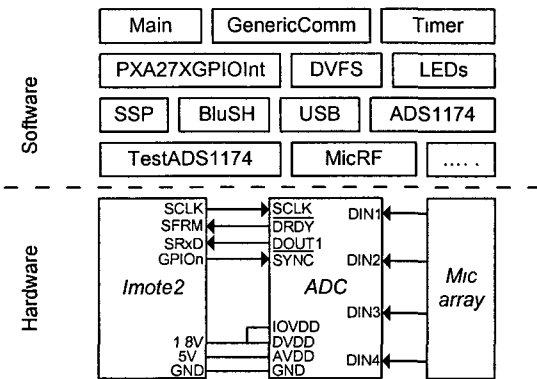 Main GenericComm Timer
PXA27XGPIOInt DVFS LEDs
SSP BluSH USB ADS1174
TestADS1174 MicRF .....
Software
Hardware
SCLK
SFRM
SRxD
GPIOn
Imote2
1 8V
5V
GND
SCLK
DRDY
DOUT1
SYNC
ADC
IOVDD
DVDD
AVDD
GND
DIN1
DIN2
DIN3
DIN4
Mic
array